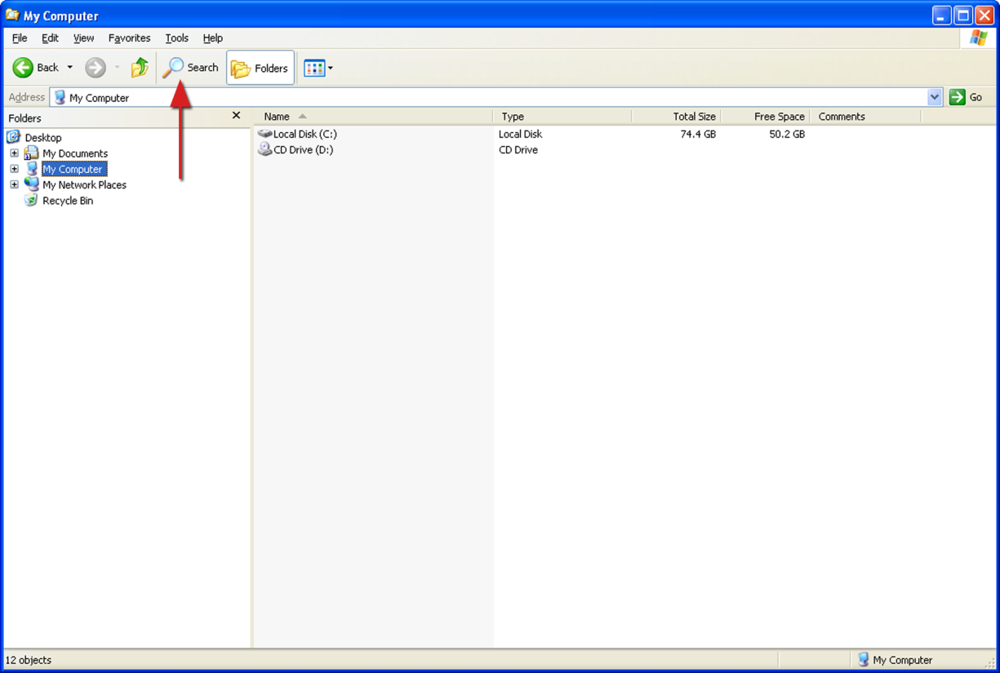 My Computer
File Edit View Favorites Tools Help
Back Search Folders
Address My Computer Go
Folders
Name Type Total Size Free Space Comments
Desktop
My Documents
My Computer
My Network Places
Recycle Bin
Local Disk (C:) Local Disk 74.4 GB 50.2 GB
CD Drive (D:) CD Drive
12 objects My Computer